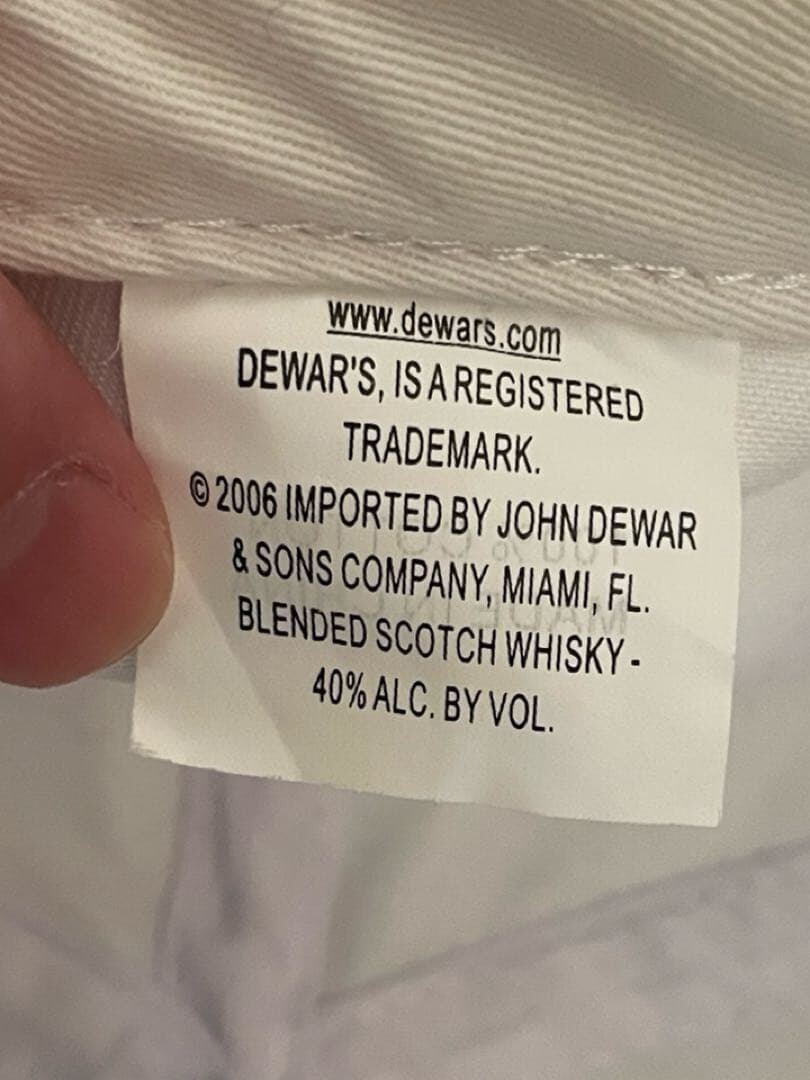 www.dewars.com
DEWAR'S, IS A REGISTERED
TRADEMARK.
© 2006 IMPORTED BY JOHN DEWAR
& SONS COMPANY, MIAMI, FL.
BLENDED SCOTCH WHISKY -
40% ALC. BY VOL.